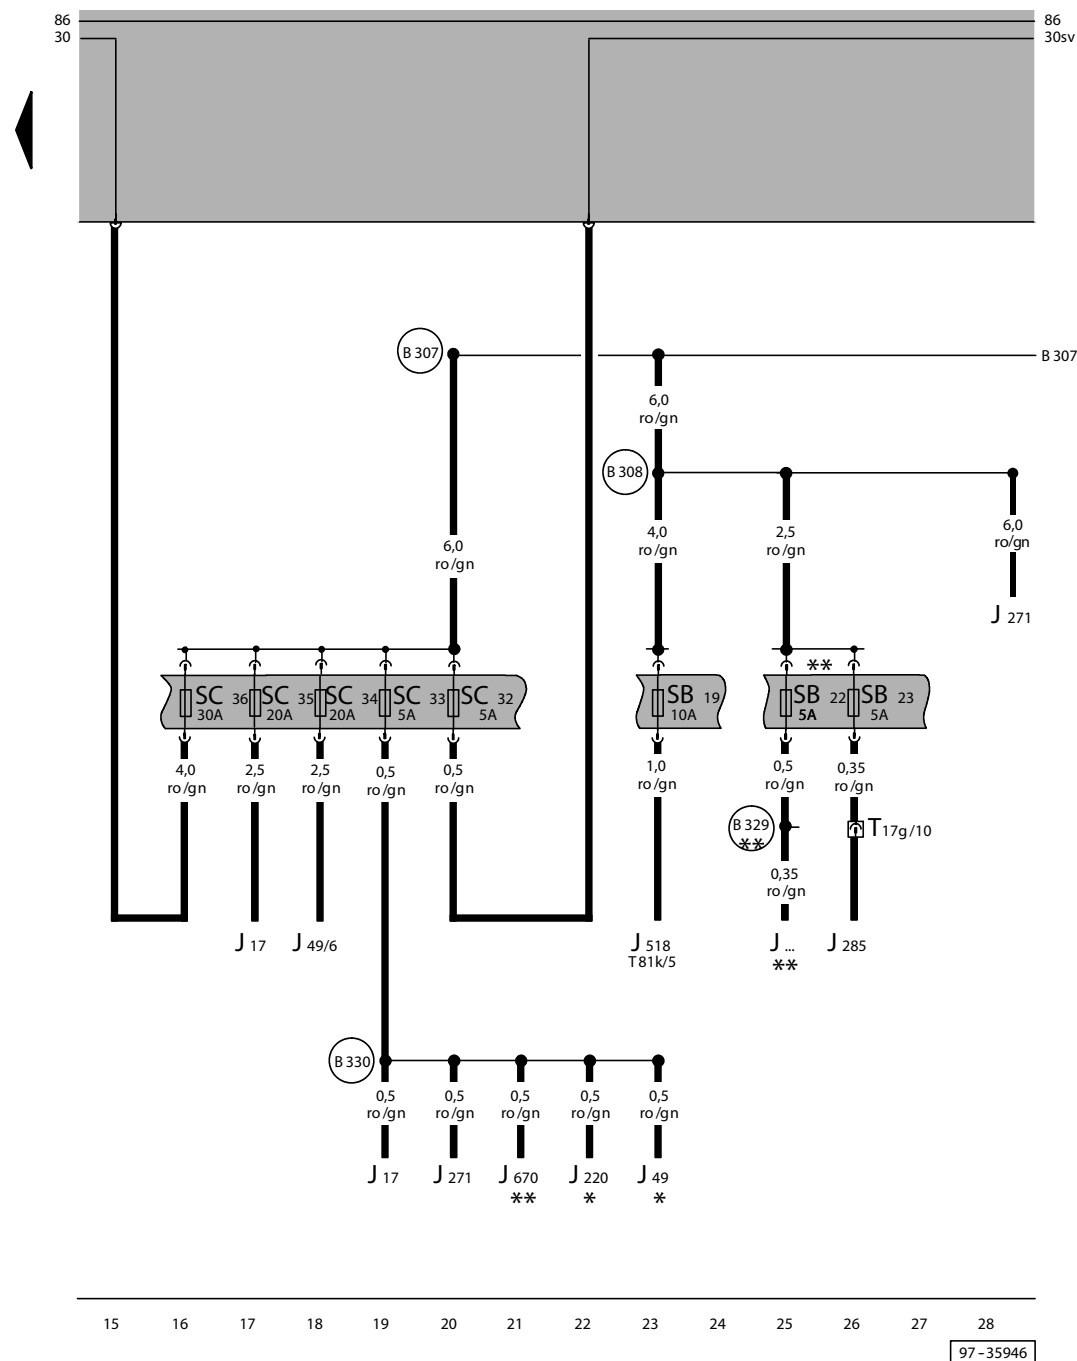 86
86
30
30sv
B 307
B 307
6,0
ro/gn
B 308
4,0
ro/gn
2,5
ro/gn
6,0
ro/gn
6,0
ro/gn
J 271
**
SC 36
30A
SC 35
20A
SC 34
20A
SC 33
5A
SC 32
5A
SB 19
10A
SB 22
5A
SB 23
5A
4,0
ro/gn
2,5
ro/gn
2,5
ro/gn
0,5
ro/gn
0,5
ro/gn
1,0
ro/gn
0,5
ro/gn
0,35
ro/gn
B 329
**
T17g/10
0,35
ro/gn
J 17
J 49/6
J 518
T81k/5
J ...
**
J 285
B 330
0,5
ro/gn
0,5
ro/gn
0,5
ro/gn
0,5
ro/gn
0,5
ro/gn
J 17
J 271
J 670
**
J 220
*
J 49
*
15 16 17 18 19 20 21 22 23 24 25 26 27 28
97-35946